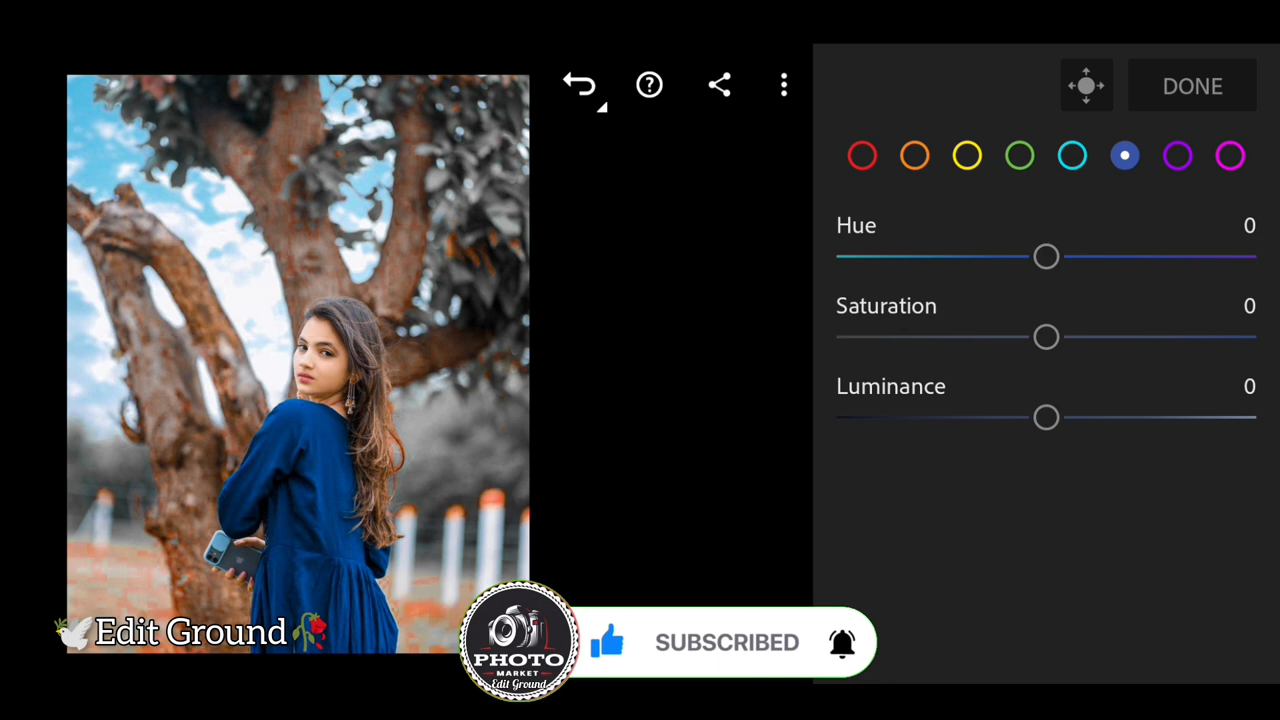 DONE
Hue 0
Saturation 0
Luminance 0
Edit Ground
PHOTO
MARKET
Edit Ground
SUBSCRIBED